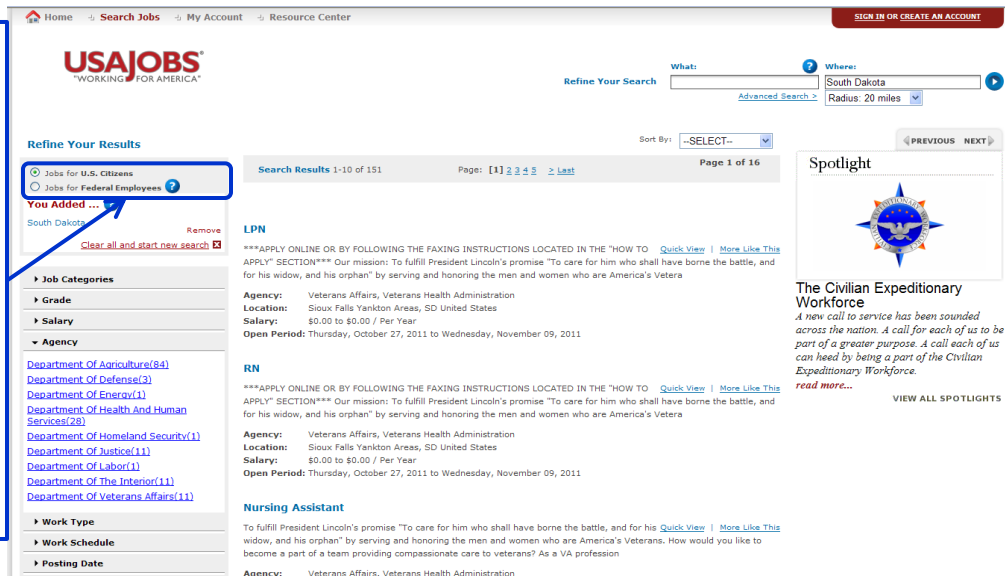 Home Search Jobs My Account Resource Center
SIGN IN OR CREATE AN ACCOUNT
USAJOBS®
"WORKING FOR AMERICA"
What: ? Where:
Refine Your Search South Dakota
Advanced Search > Radius: 20 miles
Refine Your Results
Jobs for U.S. Citizens
Jobs for Federal Employees ?
You Added ...
South Dakota
Remove
Clear all and start new search
Job Categories
Grade
Salary
Agency
Department Of Agriculture(84)
Department Of Defense(3)
Department Of Energy(1)
Department Of Health And Human
Services(28)
Department Of Homeland Security(1)
Department Of Justice(11)
Department Of Labor(1)
Department Of The Interior(11)
Department Of Veterans Affairs(11)
Work Type
Work Schedule
Posting Date
Sort By: --SELECT--
Search Results 1-10 of 151 Page: [1] 2 3 4 5 > Last Page 1 of 16
LPN
***APPLY ONLINE OR BY FOLLOWING THE FAXING INSTRUCTIONS LOCATED IN THE "HOW TO Quick View | More Like This
APPLY" SECTION*** Our mission: To fulfill President Lincoln's promise "To care for him who shall have borne the battle, and
for his widow, and his orphan" by serving and honoring the men and women who are America's Vetera
Agency: Veterans Affairs, Veterans Health Administration
Location: Sioux Falls Yankton Areas, SD United States
Salary: $0.00 to $0.00 / Per Year
Open Period: Thursday, October 27, 2011 to Wednesday, November 09, 2011
RN
***APPLY ONLINE OR BY FOLLOWING THE FAXING INSTRUCTIONS LOCATED IN THE "HOW TO Quick View | More Like This
APPLY" SECTION*** Our mission: To fulfill President Lincoln's promise "To care for him who shall have borne the battle, and
for his widow, and his orphan" by serving and honoring the men and women who are America's Vetera
Agency: Veterans Affairs, Veterans Health Administration
Location: Sioux Falls Yankton Areas, SD United States
Salary: $0.00 to $0.00 / Per Year
Open Period: Thursday, October 27, 2011 to Wednesday, November 09, 2011
Nursing Assistant
To fulfill President Lincoln's promise "To care for him who shall have borne the battle, and for his Quick View | More Like This
widow, and his orphan" by serving and honoring the men and women who are America's Veterans. How would you like to
become a part of a team providing compassionate care to veterans? As a VA profession
Agency: Veterans Affairs, Veterans Health Administration
PREVIOUS NEXT
Spotlight
The Civilian Expeditionary
Workforce
A new call to service has been sounded
across the nation. A call for each of us to be
part of a greater purpose. A call each of us
can heed by being a part of the Civilian
Expeditionary Workforce.
read more...
VIEW ALL SPOTLIGHTS